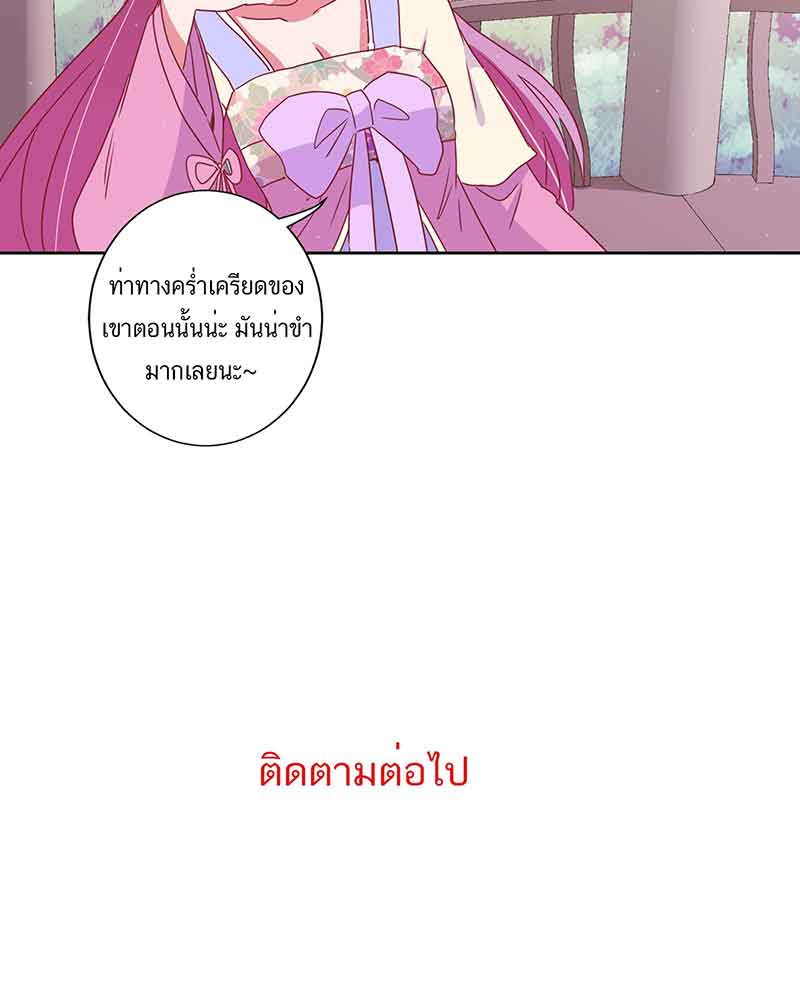 ท่าทางคร่ำเครียดของ
เขาตอนนั้นน่ะ มันน่าขำ
มากเลยนะ~
ติดตามต่อไป